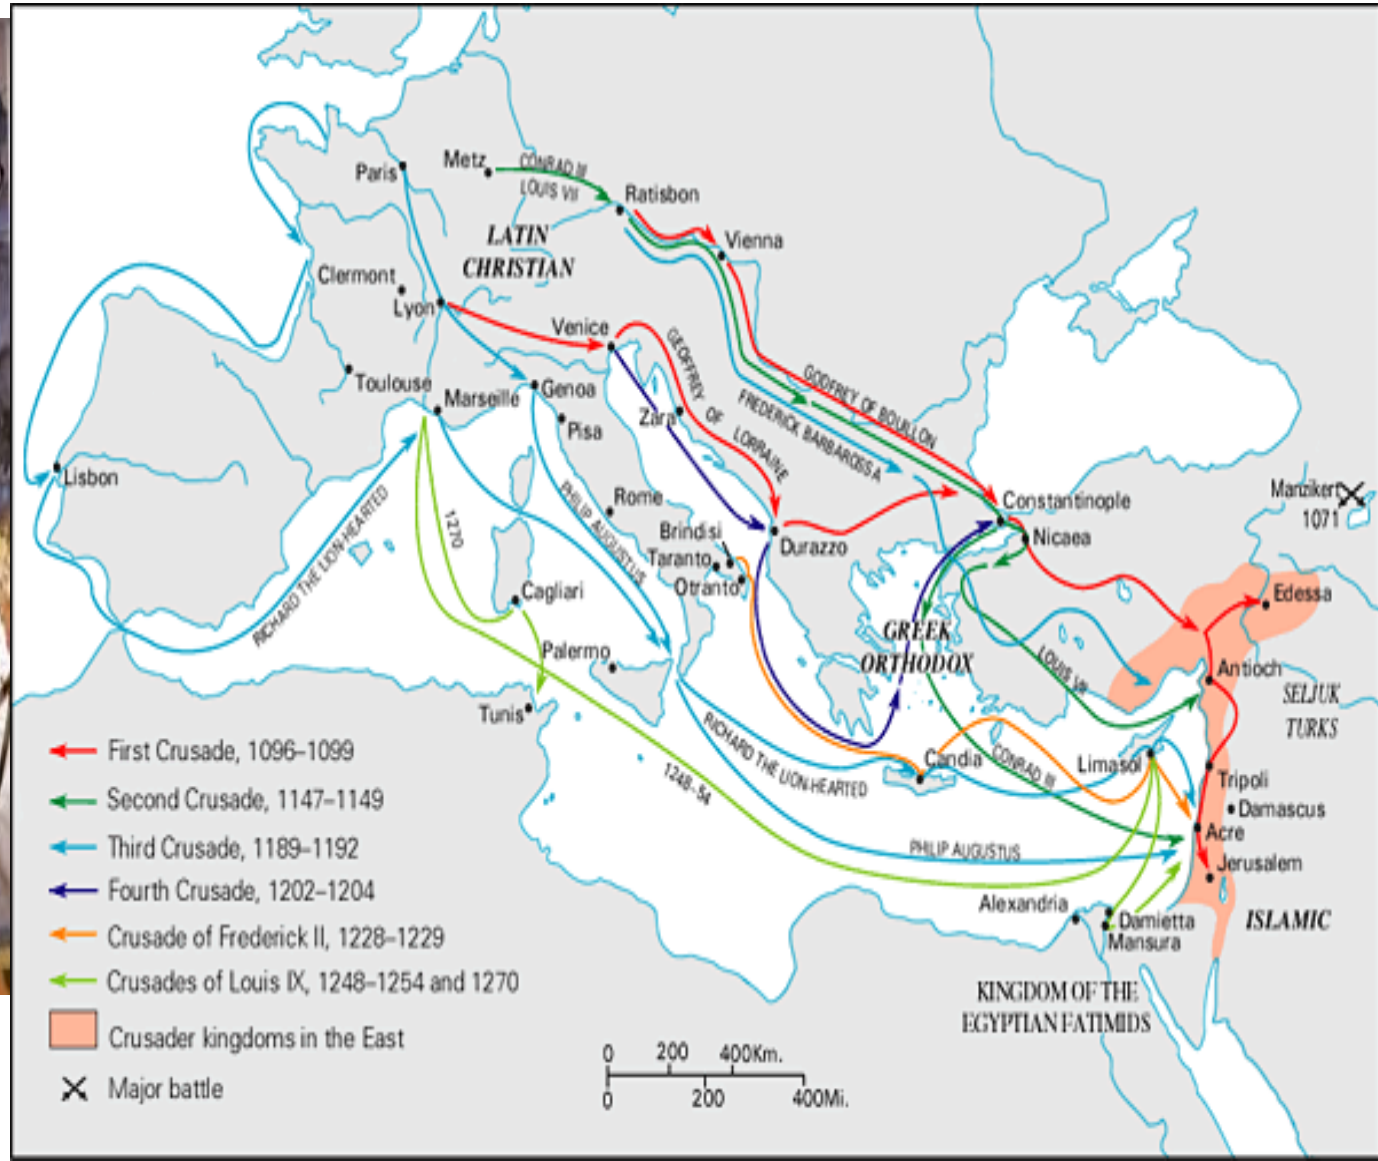 Paris
Metz
CONRAD III
LOUIS VII
Ratisbon
Vienna
LATIN
CHRISTIAN
Clermont
Lyon
Venice
GEOFFREY OF LORRAINE
GODFREY OF BOUILLON
FREDERICK BARBAROSSA
Toulouse
Marseille
Genoa
Pisa
Zara
Lisbon
RICHARD THE LION-HEARTED
1270
PHILIP AUGUSTUS
Rome
Brindisi
Taranto
Otranto
Durazzo
Constantinople
Nicaea
Manzikert
1071
Edessa
Cagliari
Palermo
Tunis
GREEK
ORTHODOX
LOUIS VII
Antioch
SELJUK
TURKS
RICHARD THE LION-HEARTED
1248-54
Candia
CONRAD III
Limasol
Tripoli
Damascus
Acre
PHILIP AUGUSTUS
Jerusalem
Alexandria
Damietta
Mansura
ISLAMIC
KINGDOM OF THE
EGYPTIAN FATIMIDS
First Crusade, 1096–1099
Second Crusade, 1147–1149
Third Crusade, 1189–1192
Fourth Crusade, 1202–1204
Crusade of Frederick II, 1228–1229
Crusades of Louis IX, 1248–1254 and 1270
Crusader kingdoms in the East
Major battle
0 200 400Km.
0 200 400Mi.